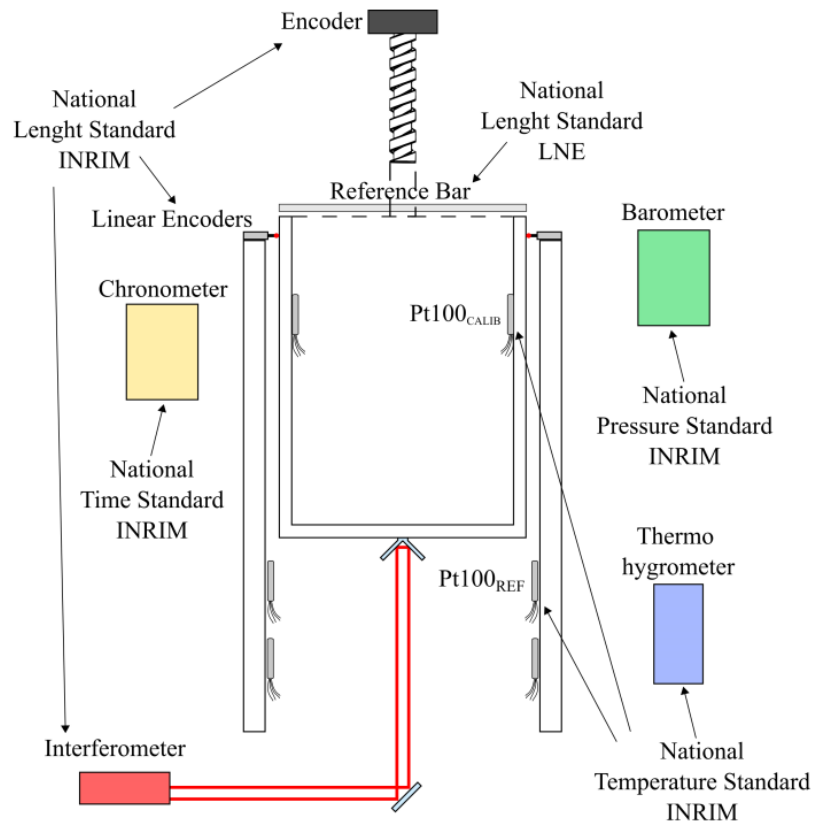 Encoder
National
Lenght Standard
INRIM
National
Lenght Standard
LNE
Reference Bar
Linear Encoders
Barometer
Chronometer
Pt100CALIB
National
Pressure Standard
INRIM
National
Time Standard
INRIM
Thermo
hygrometer
Pt100REF
Interferometer
National
Temperature Standard
INRIM